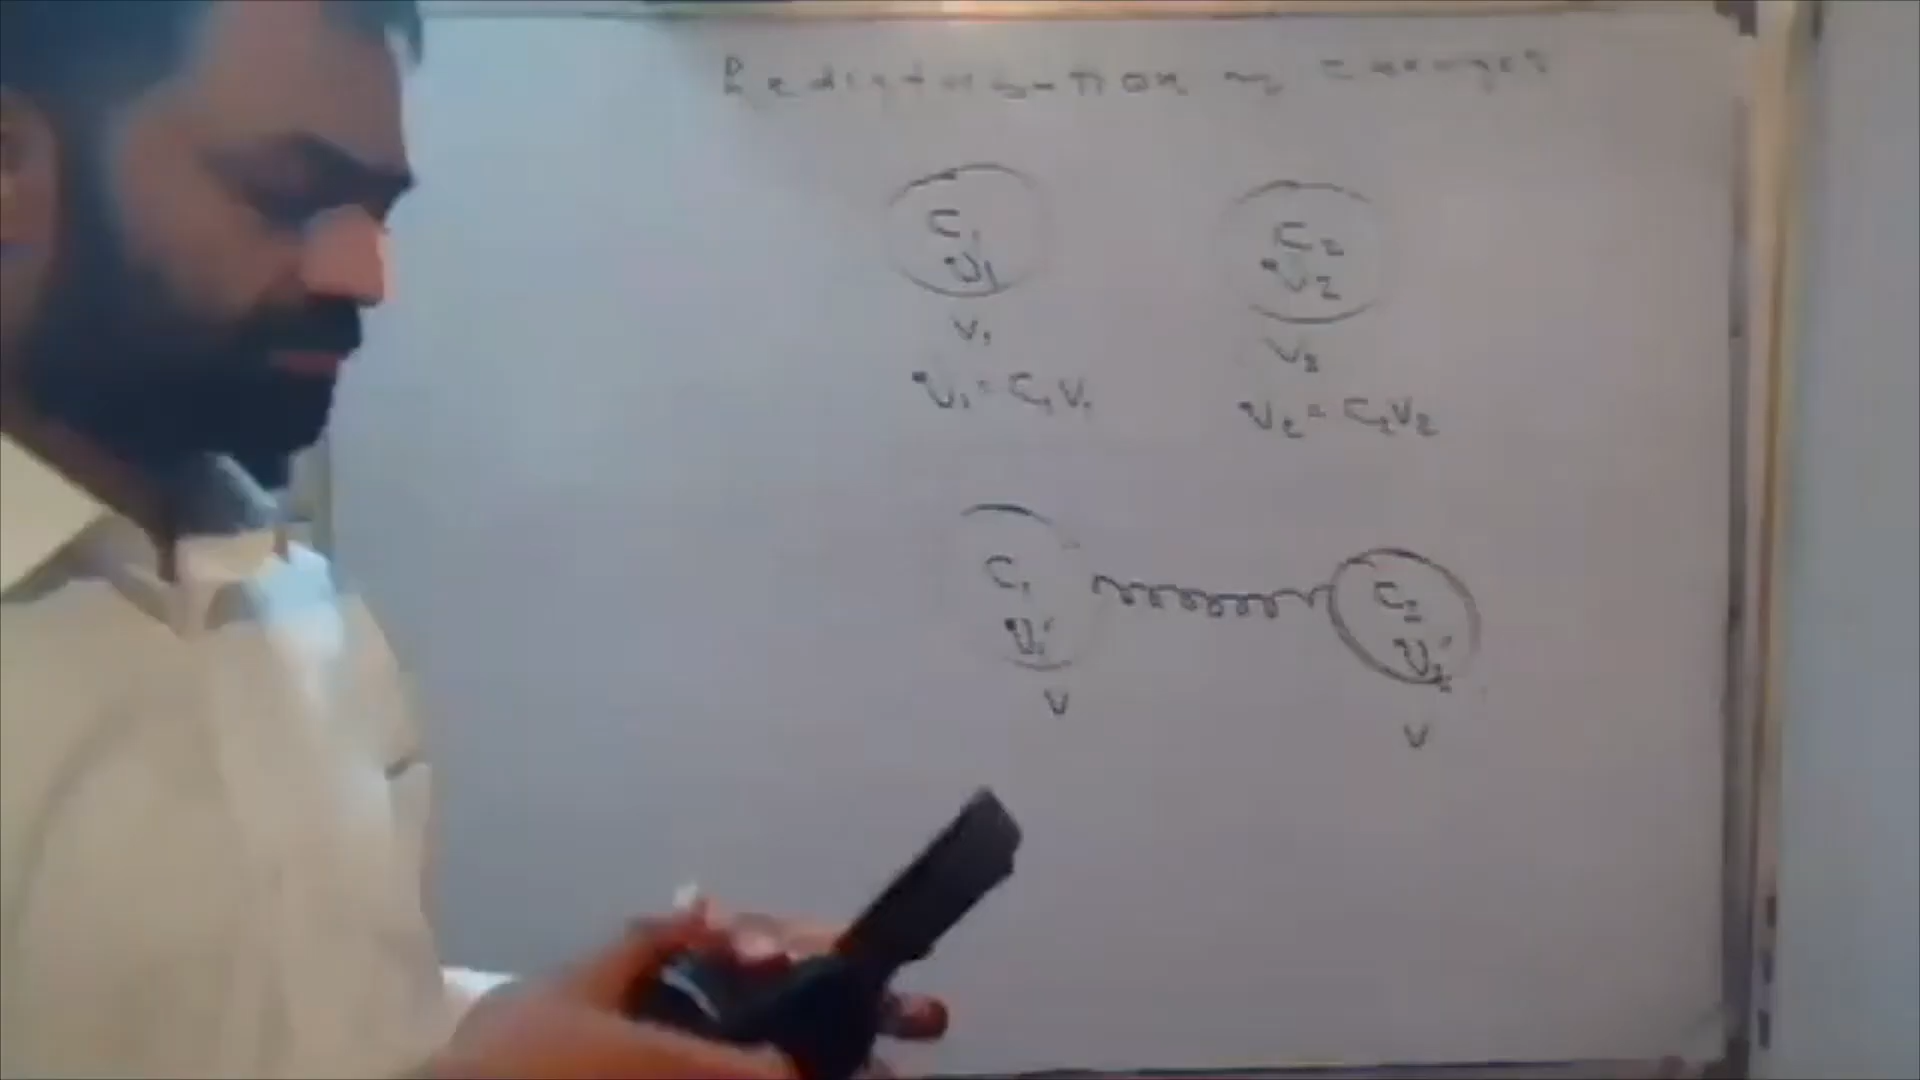 Redistribution of charges
C₁ C₂
q₁ q₂
V₁ V₂
q₁ = C₁V₁ q₂ = C₂V₂
C₁ C₂
q₁' q₂'
V V